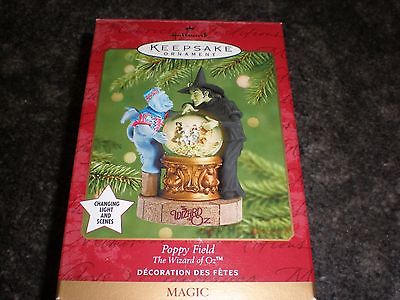 Hallmark
KEEPSAKE
ORNAMENT
CHANGING
LIGHT AND
SCENES
THE
WIZARD
OF
OZ
Poppy Field
The Wizard of Oz™
DÉCORATION DES FÊTES
MAGIC